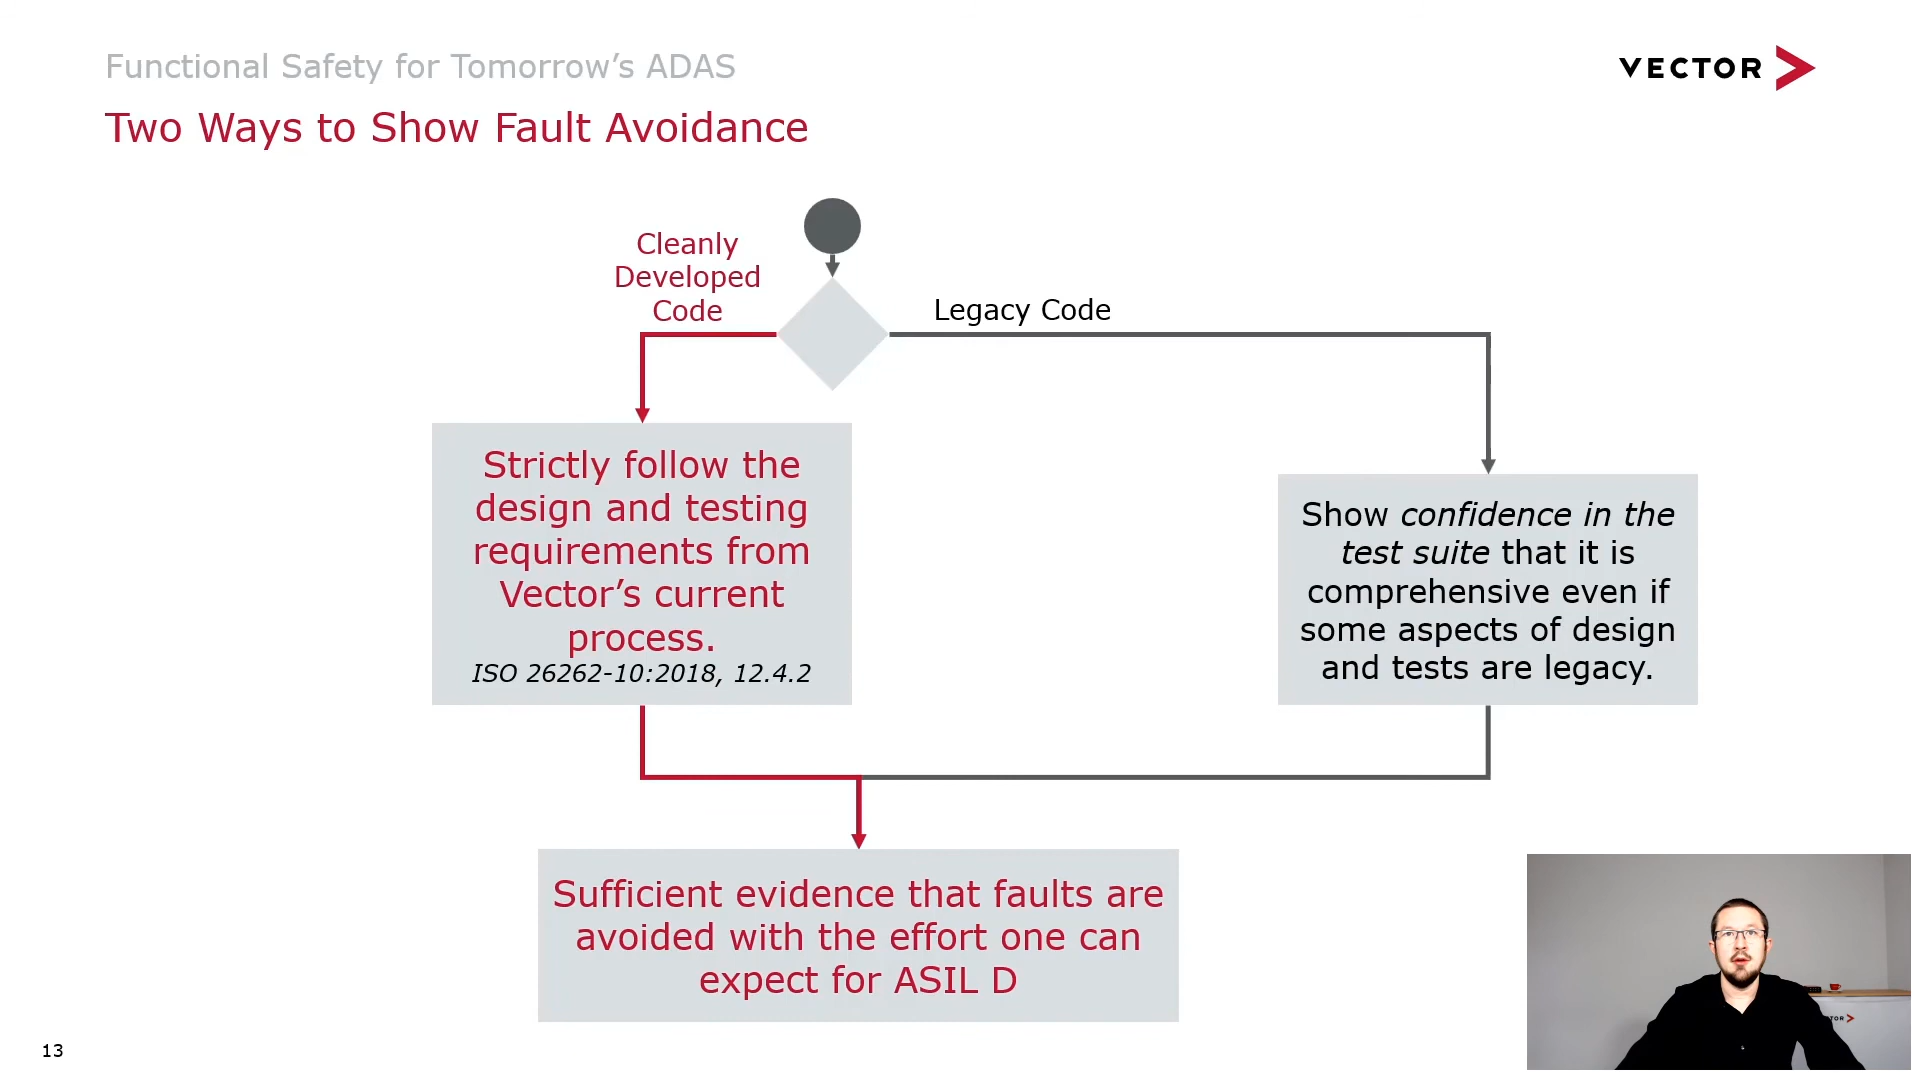 Functional Safety for Tomorrow’s ADAS
VECTOR
Two Ways to Show Fault Avoidance
Cleanly
Developed
Code
Legacy Code
Strictly follow the
design and testing
requirements from
Vector’s current
process.
ISO 26262-10:2018, 12.4.2
Show confidence in the
test suite that it is
comprehensive even if
some aspects of design
and tests are legacy.
Sufficient evidence that faults are
avoided with the effort one can
expect for ASIL D
13